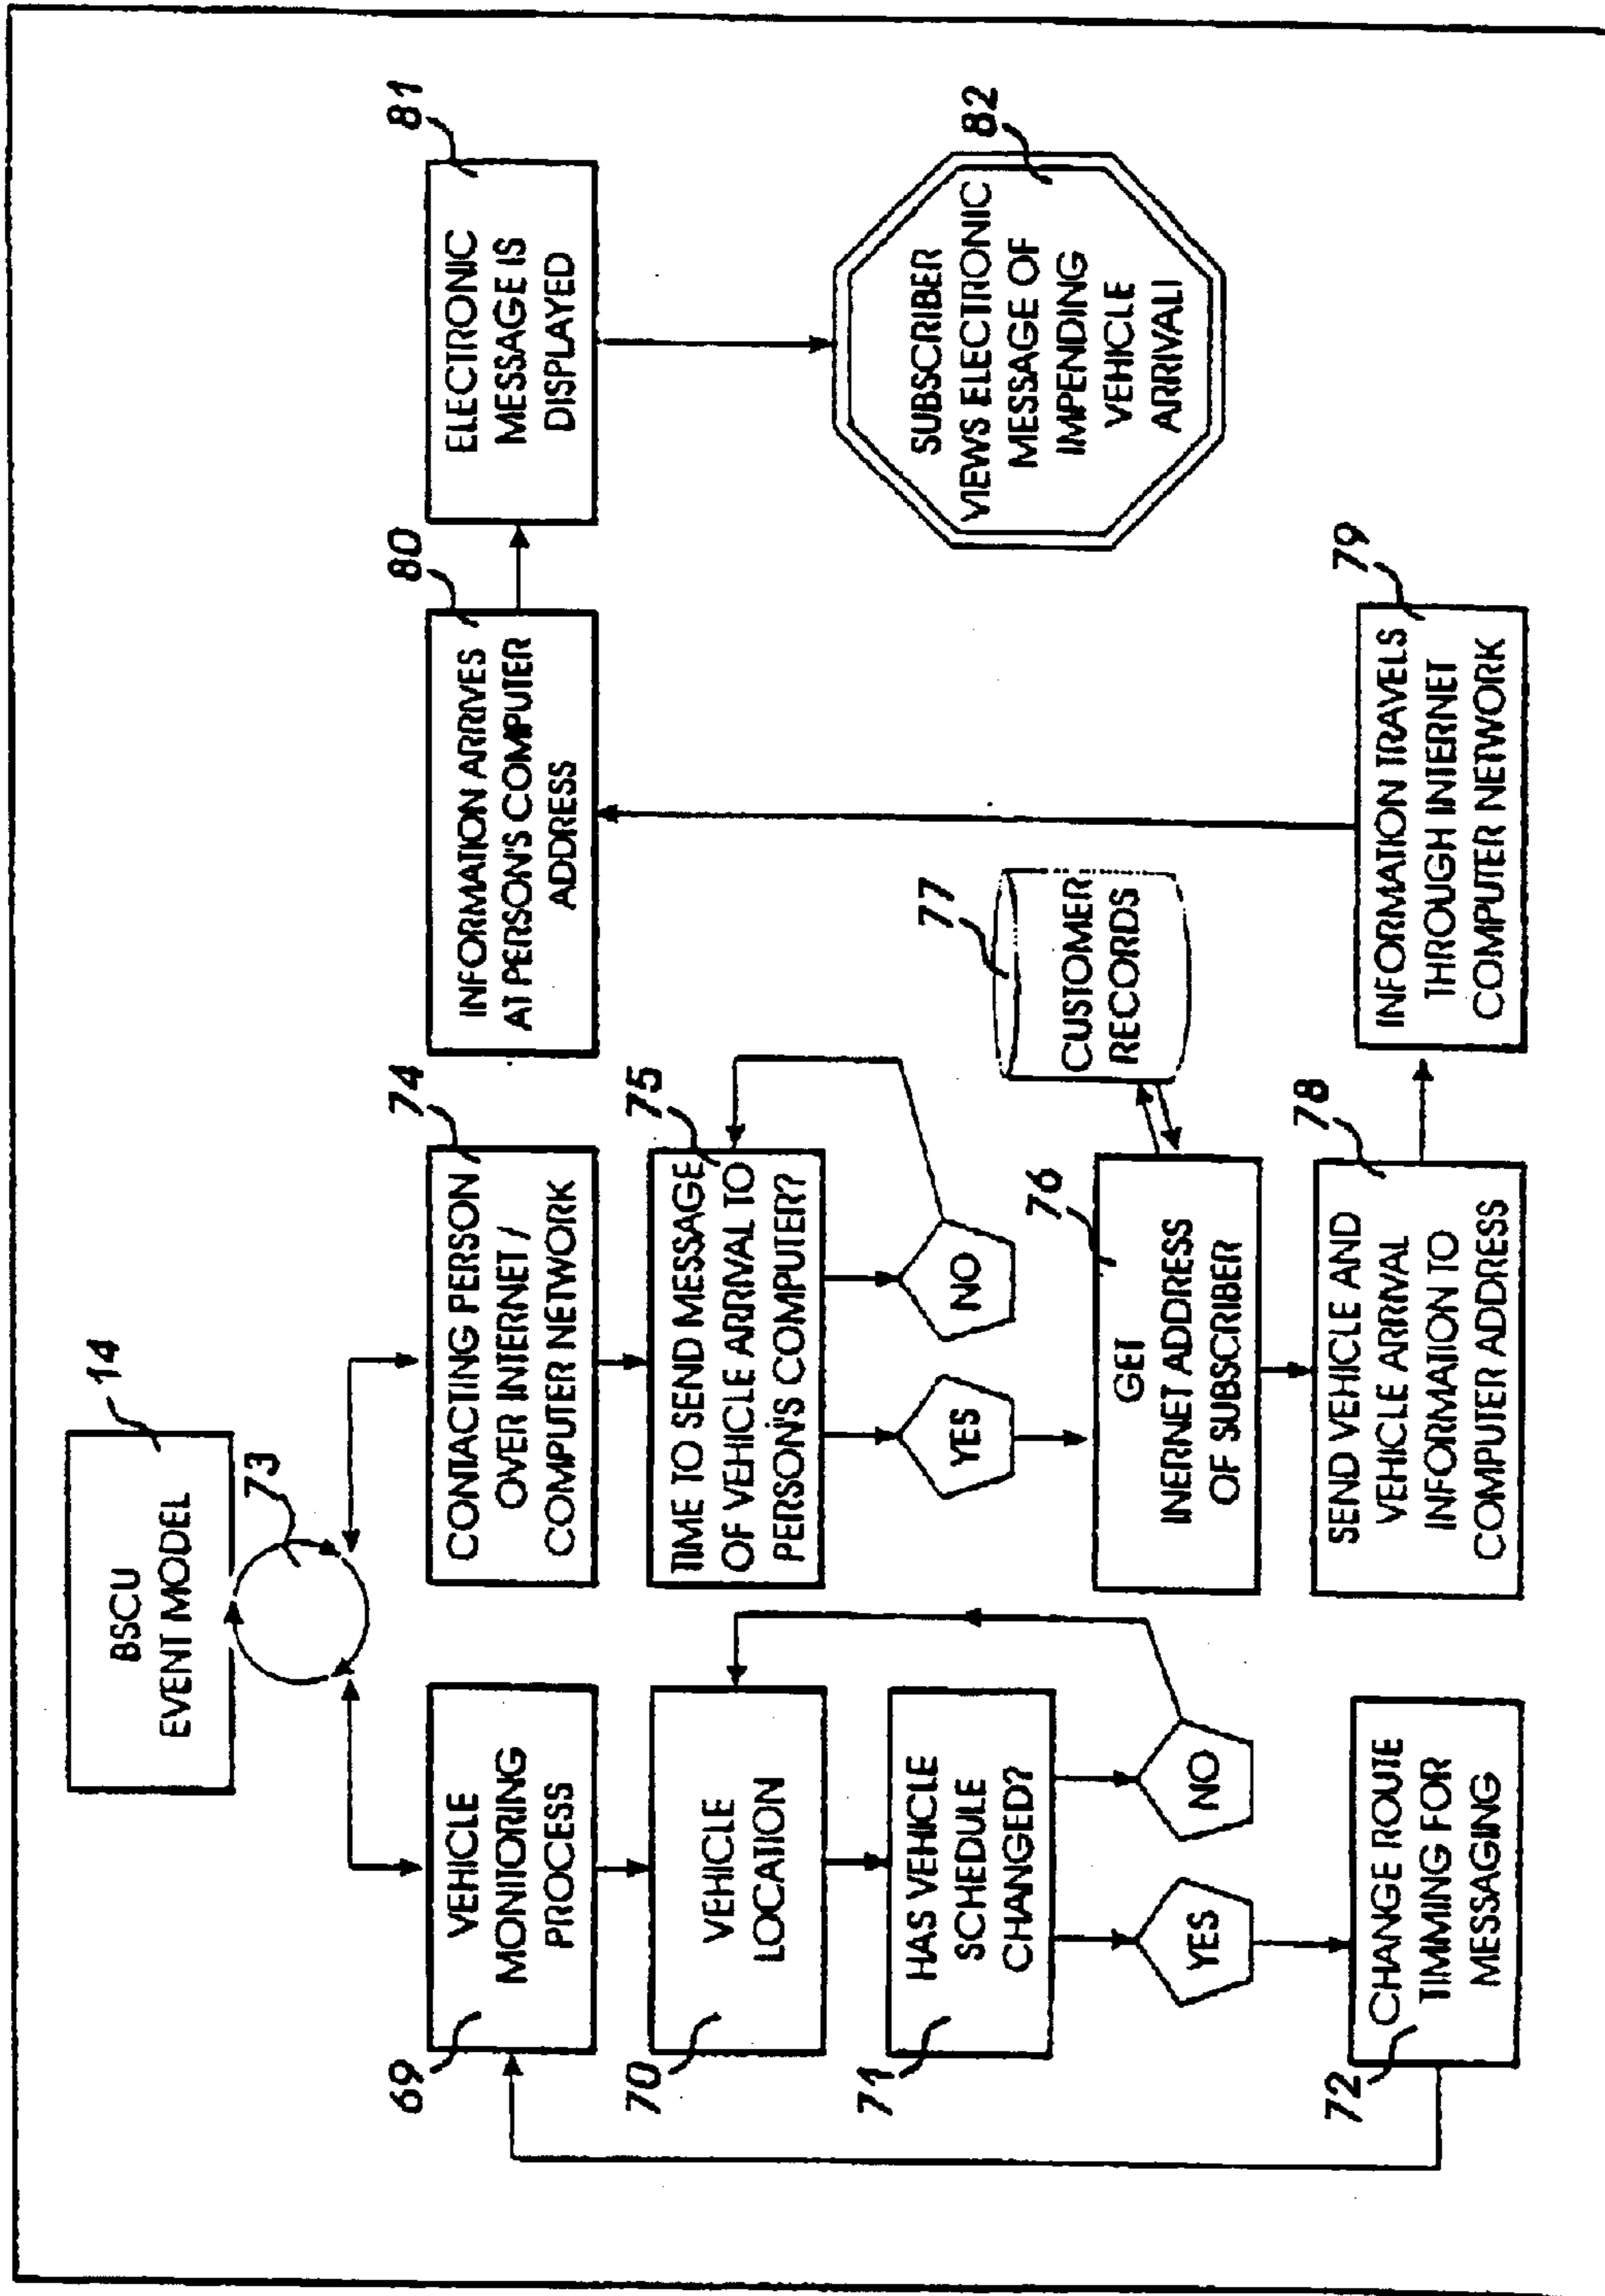 14
BSCU
EVENT MODEL
73
69
VEHICLE
MONITORING
PROCESS
70
VEHICLE
LOCATION
71
HAS VEHICLE
SCHEDULE
CHANGED?
YES
NO
72
CHANGE ROUTE
TIMMING FOR
MESSAGING
74
CONTACTING PERSON
OVER INTERNET /
COMPUTER NETWORK
75
TIME TO SEND MESSAGE
OF VEHICLE ARRIVAL TO
PERSON'S COMPUTER?
YES
NO
76
GET
INERNET ADDRESS
OF SUBSCRIBER
77
CUSTOMER
RECORDS
78
SEND VEHICLE AND
VEHICLE ARRIVAL
INFORMATION TO
COMPUTER ADDRESS
79
INFORMATION TRAVELS
THROUGH INTERNET
COMPUTER NETWORK
80
INFORMATION ARRIVES
AT PERSON'S COMPUTER
ADDRESS
81
ELECTRONIC
MESSAGE IS
DISPLAYED
82
SUBSCRIBER
VIEWS ELECTRONIC
MESSAGE OF
IMPENDING
VEHICLE
ARRIVAL!